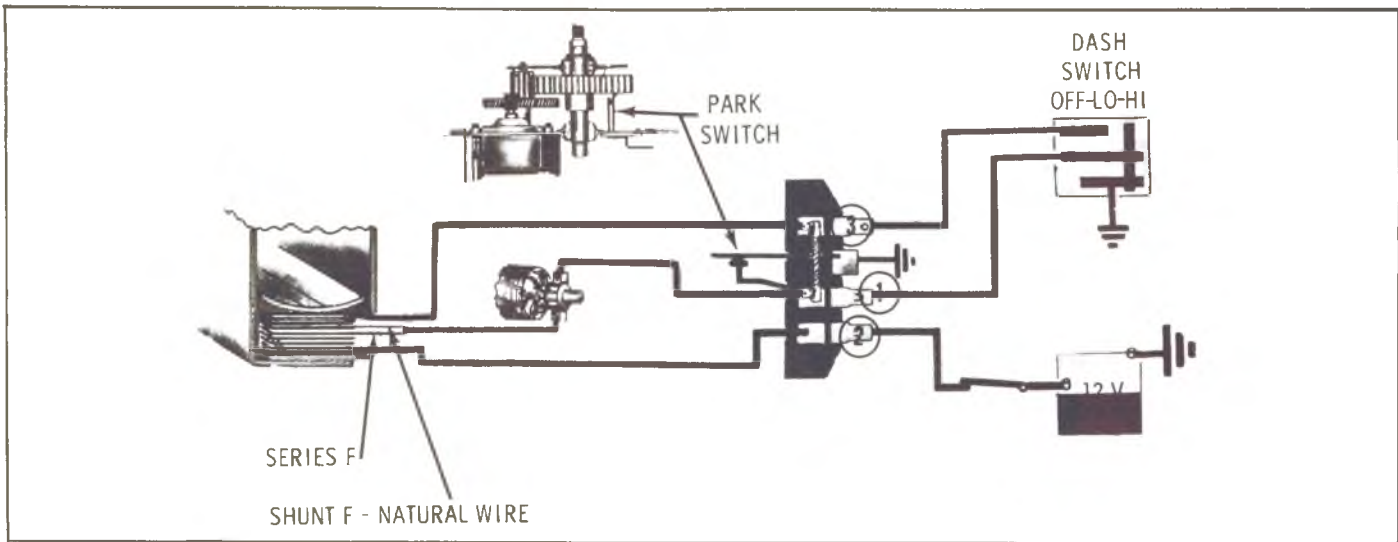 DASH
SWITCH
OFF-LO-HI
PARK
SWITCH
3
1
2
12 V
SERIES F
SHUNT F - NATURAL WIRE